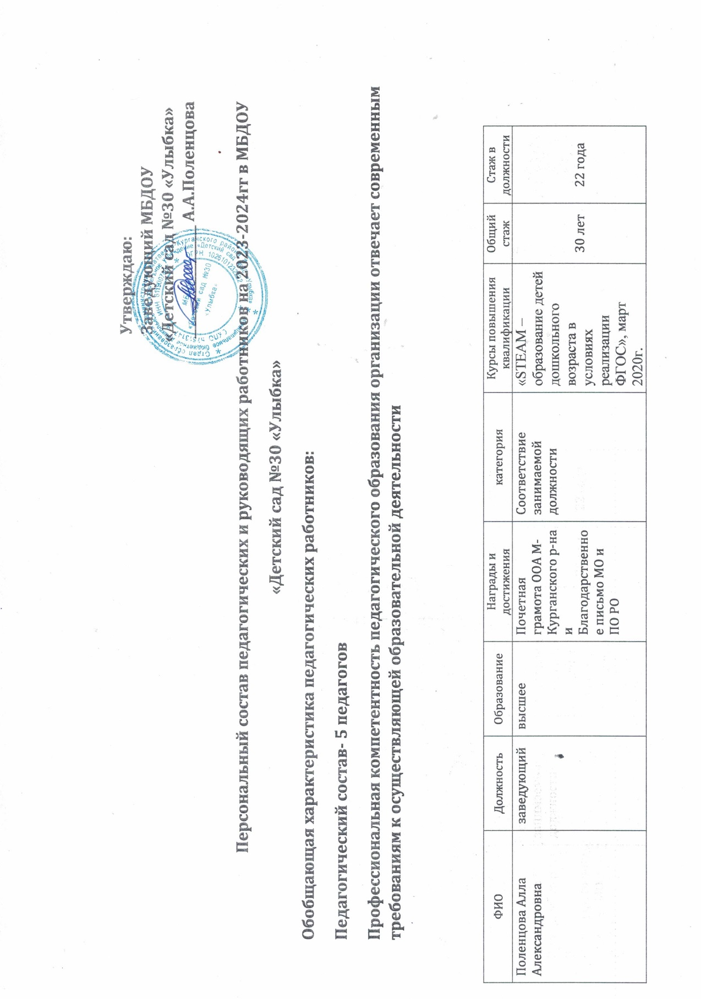 Утверждаю:
Заведующий МБДОУ
«Детский сад №30 «Улыбка»
А.А.Поленцова
Персональный состав педагогических и руководящих работников на 2023-2024гг в МБДОУ
«Детский сад №30 «Улыбка»
Обобщающая характеристика педагогических работников:
Педагогический состав- 5 педагогов
Профессиональная компетентность педагогического образования организации отвечает современным
требованиям к осуществляющей образовательной деятельности
ФИО
Должность
Образование
Награды и
достижения
категория
Курсы повышения
квалификации
Общий
стаж
Стаж в
должности
Поленцова Алла
Александровна
заведующий
высшее
Почетная
грамота ООА М-
Курганского р-на
и
Благодарственно
е письмо МО и
ПО РО
Соответствие
занимаемой
должности
«STEAM –
образование детей
дошкольного
возраста в
условиях
реализации
ФГОС», март
2020г.
30 лет
22 года